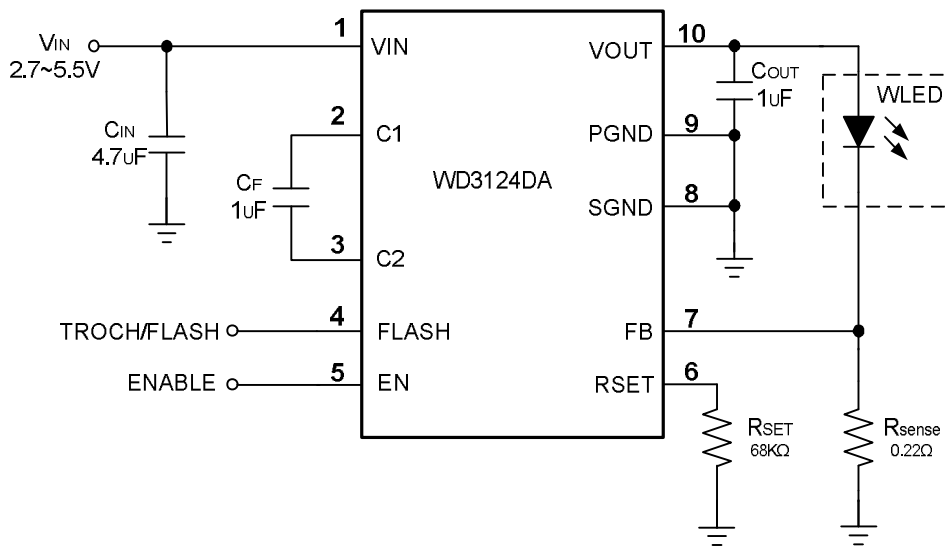 VIN
2.7~5.5V
CIN
4.7uF
1
VIN
2
C1
CF
1uF
3
C2
TROCH/FLASH
4
FLASH
ENABLE
5
EN
WD3124DA
10
VOUT
COUT
1uF
WLED
9
PGND
8
SGND
7
FB
6
RSET
RSET
68KΩ
Rsense
0.22Ω